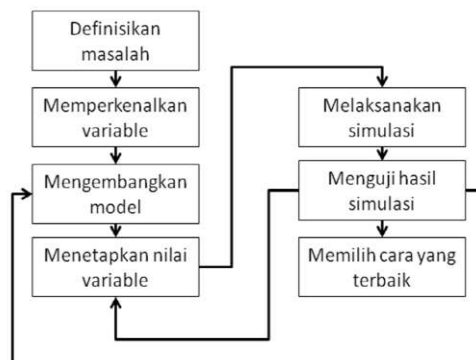 Definisikan
masalah
Memperkenalkan
variable
Mengembangkan
model
Menetapkan nilai
variable
Melaksanakan
simulasi
Menguji hasil
simulasi
Memilih cara yang
terbaik